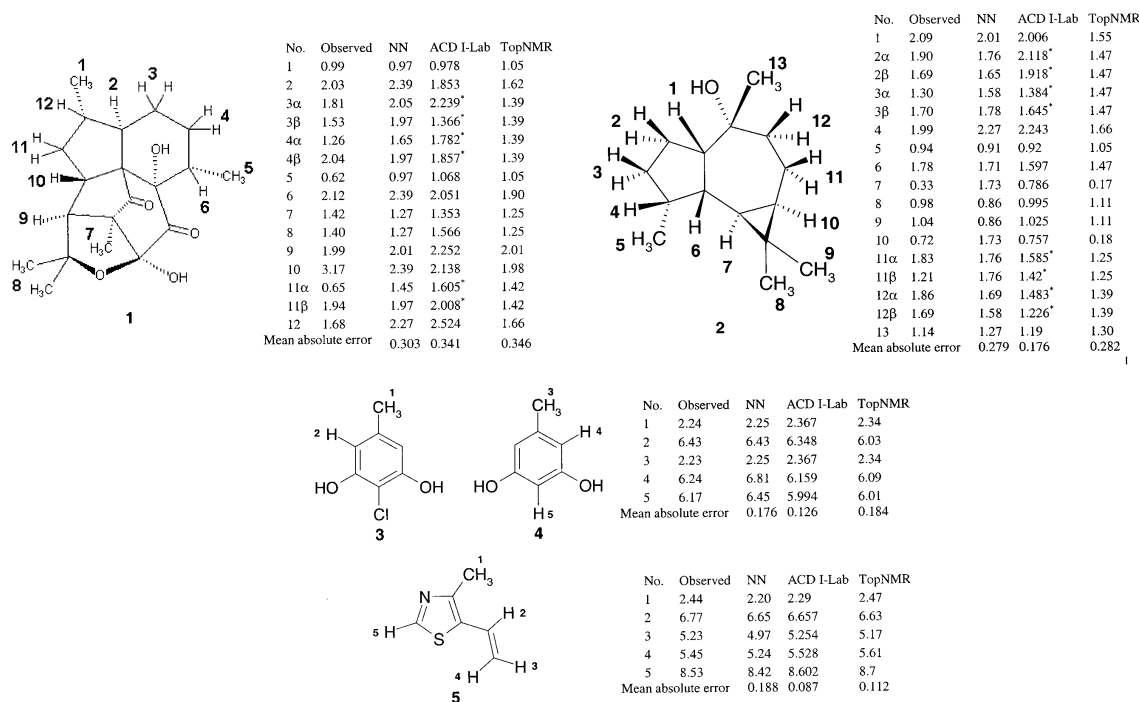 No. Observed NN ACD I-Lab TopNMR
1 0.99 0.97 0.978 1.05
2 2.03 2.39 1.853 1.62
3α 1.81 2.05 2.239* 1.39
3β 1.53 1.97 1.366* 1.39
4α 1.26 1.65 1.782* 1.39
4β 2.04 1.97 1.857* 1.39
5 0.62 0.97 1.068 1.05
6 2.12 2.39 2.051 1.90
7 1.42 1.27 1.353 1.25
8 1.40 1.27 1.566 1.25
9 1.99 2.01 2.252 2.01
10 3.17 2.39 2.138 1.98
11α 0.65 1.45 1.605* 1.42
11β 1.94 1.97 2.008* 1.42
12 1.68 2.27 2.524 1.66
Mean absolute error 0.303 0.341 0.346
1
CH₃
2
H
3
H H
12 H
H
4
H
11 H
H
OH
5
CH₃
10 H
H
6
O
9 H
7
H₃C
O
H₃C
8 H₃C
O
OH
1
No. Observed NN ACD I-Lab TopNMR
1 2.09 2.01 2.006 1.55
2α 1.90 1.76 2.118* 1.47
2β 1.69 1.65 1.918* 1.47
3α 1.30 1.58 1.384* 1.47
3β 1.70 1.78 1.645* 1.47
4 1.99 2.27 2.243 1.66
5 0.94 0.91 0.92 1.05
6 1.78 1.71 1.597 1.47
7 0.33 1.73 0.786 0.17
8 0.98 0.86 0.995 1.11
9 1.04 0.86 1.025 1.11
10 0.72 1.73 0.757 0.18
11α 1.83 1.76 1.585* 1.25
11β 1.21 1.76 1.42* 1.25
12α 1.86 1.69 1.483* 1.39
12β 1.69 1.58 1.226* 1.39
13 1.14 1.27 1.19 1.30
Mean absolute error 0.279 0.176 0.282
13
HO CH₃
1
H
2 H
H
H
H
12
H
H
3 H
H
11
4 H
H
10
5 H₃C
H
6
H
7
9
CH₃
CH₃
8
2
1
CH₃
2 H
HO OH
Cl
3
3
CH₃
H 4
HO OH
H 5
4
No. Observed NN ACD I-Lab TopNMR
1 2.24 2.25 2.367 2.34
2 6.43 6.43 6.348 6.03
3 2.23 2.25 2.367 2.34
4 6.24 6.81 6.159 6.09
5 6.17 6.45 5.994 6.01
Mean absolute error 0.176 0.126 0.184
1
CH₃
N
H 2
5 H
S
H H 3
4
5
No. Observed NN ACD I-Lab TopNMR
1 2.44 2.20 2.29 2.47
2 6.77 6.65 6.657 6.63
3 5.23 4.97 5.254 5.17
4 5.45 5.24 5.528 5.61
5 8.53 8.42 8.602 8.7
Mean absolute error 0.188 0.087 0.112